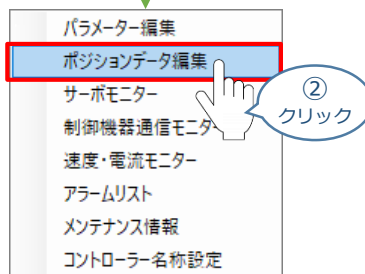 パラメーター編集
ポジションデータ編集
サーボモニター
制御機器通信モニター
速度・電流モニター
アラームリスト
メンテナンス情報
コントローラー名称設定
②
クリック